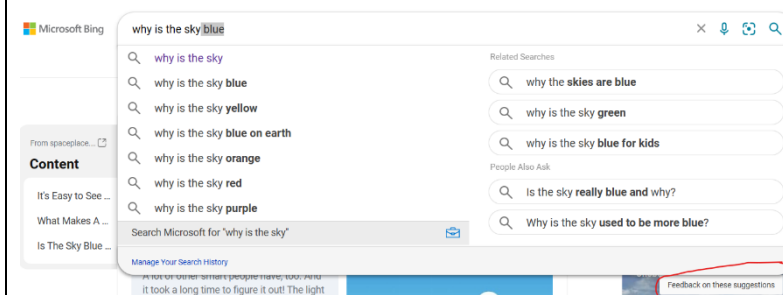 Microsoft Bing
why is the sky blue
why is the sky
why is the sky blue
why is the sky yellow
why is the sky blue on earth
why is the sky orange
why is the sky red
why is the sky purple
Search Microsoft for "why is the sky"
Manage Your Search History
Related Searches
why the skies are blue
why is the sky green
why is the sky blue for kids
People Also Ask
Is the sky really blue and why?
Why is the sky used to be more blue?
Feedback on these suggestions
From spaceplace...
Content
It's Easy to See ...
What Makes A ...
Is The Sky Blue ...
A lot of other smart people have, too. And
it took a long time to figure it out! The light